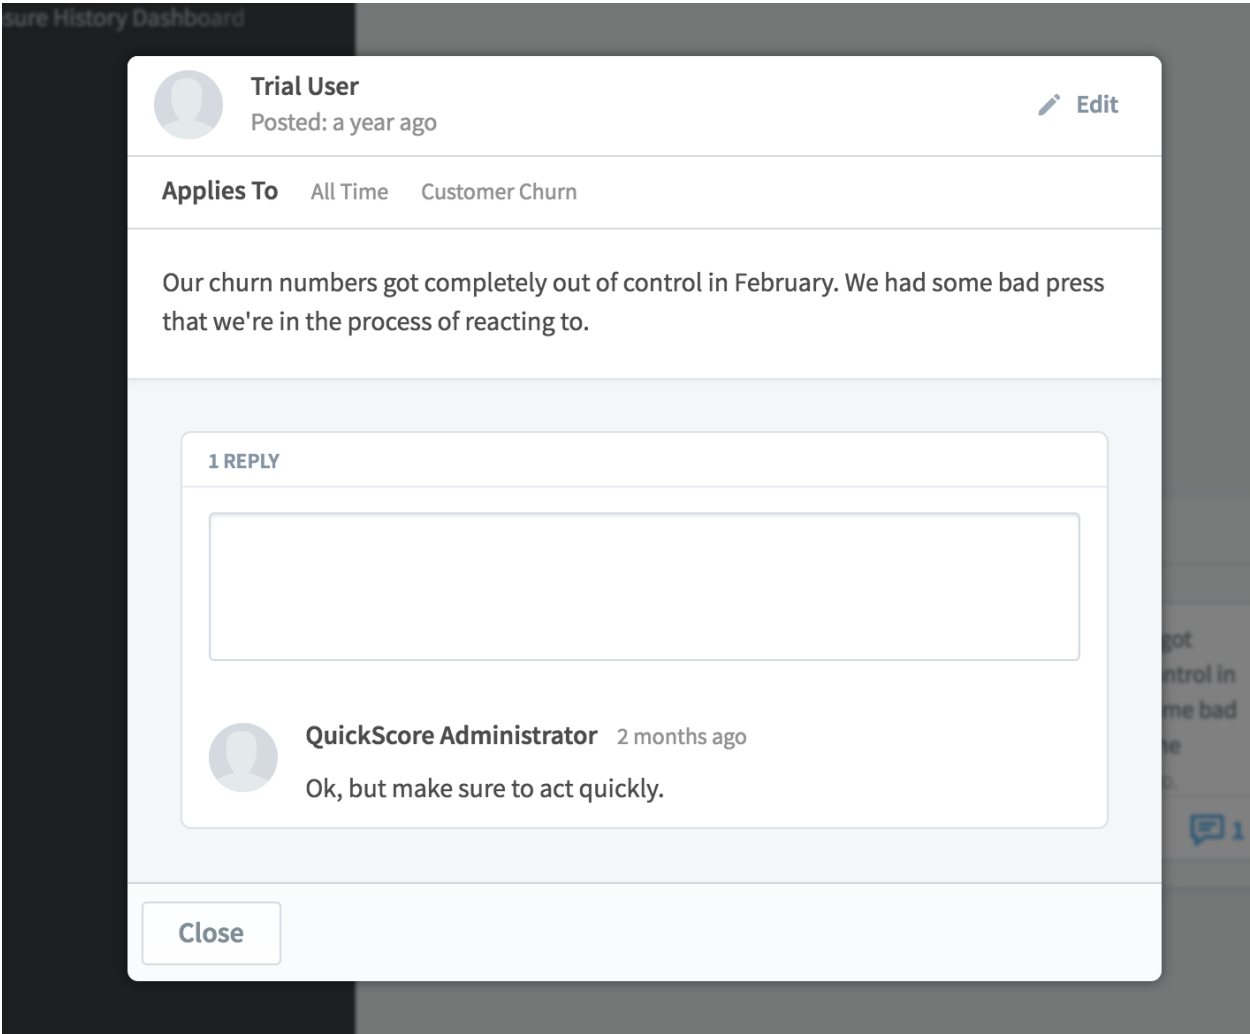 sure History Dashboard
Trial User
Edit
Posted: a year ago
Applies To All Time Customer Churn
Our churn numbers got completely out of control in February. We had some bad press
that we're in the process of reacting to.
1 REPLY
got
ntrol in
me bad
QuickScore Administrator 2 months ago
Ok, but make sure to act quickly.
1
Close